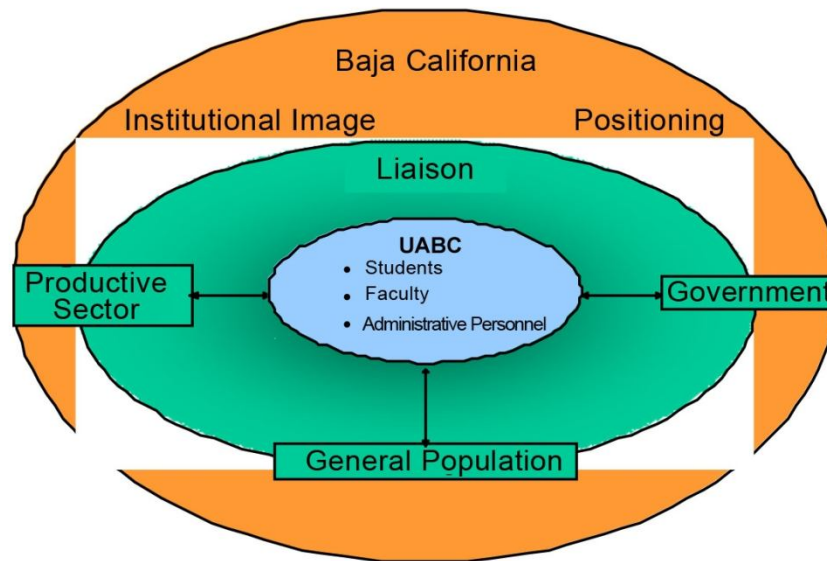 Baja California
Institutional Image
Positioning
Liaison
UABC
• Students
• Faculty
• Administrative Personnel
Productive
Sector
Government
General Population